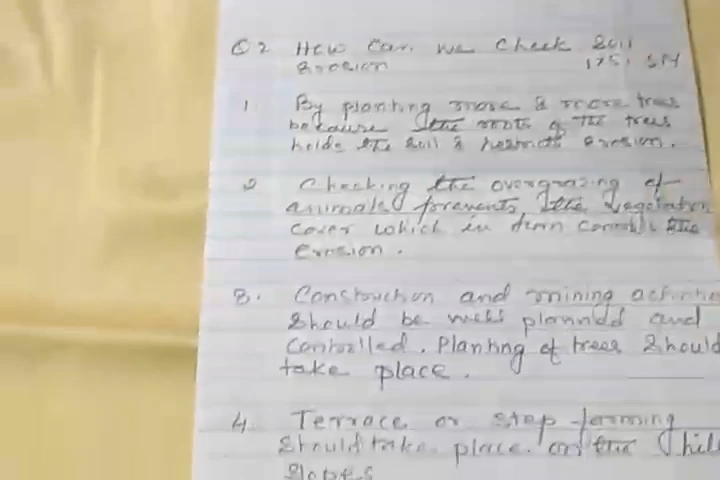 Q2 How can we check soil
erosion
1. By planting more & more trees
because the roots of the trees
holds the soil & restricts erosion.
2 Checking the overgrazing of
animals prevents the vegetation
cover which in turn controls the
erosion.
3. Construction and mining activities
should be well plannidd and
controlled. Planting of trees should
take place.
4. Terrace or step farming
should take place on the hill
slopes